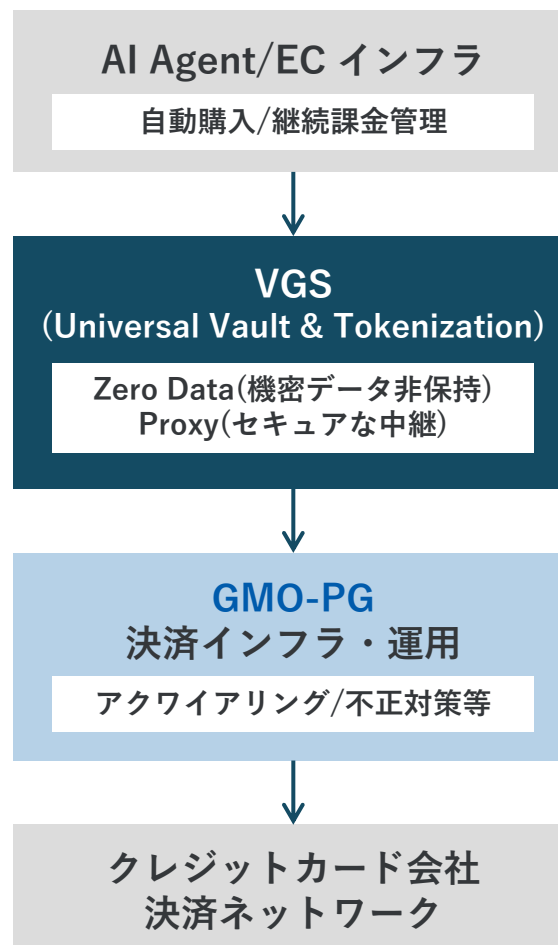 AI Agent/EC インフラ
自動購入/継続課金管理
VGS
(Universal Vault & Tokenization)
Zero Data(機密データ非保持)
Proxy(セキュアな中継)
GMO-PG
決済インフラ・運用
アクワイアリング/不正対策等
クレジットカード会社
決済ネットワーク